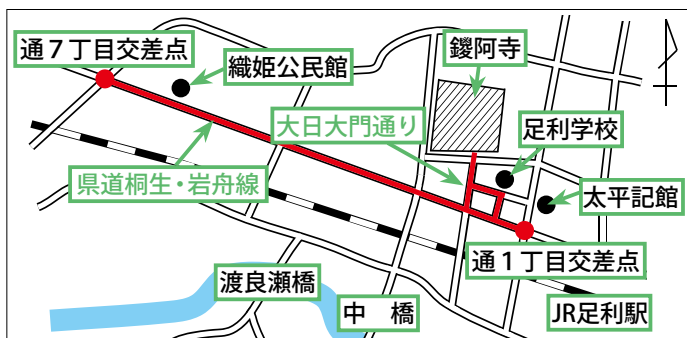 通7丁目交差点
織姫公民館
鑁阿寺
大日大門通り
足利学校
県道桐生・岩舟線
太平記館
通1丁目交差点
渡良瀬橋
中　橋
JR足利駅